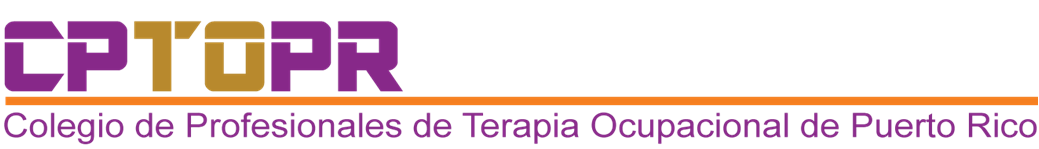 CPTOPR
Colegio de Profesionales de Terapia Ocupacional de Puerto Rico